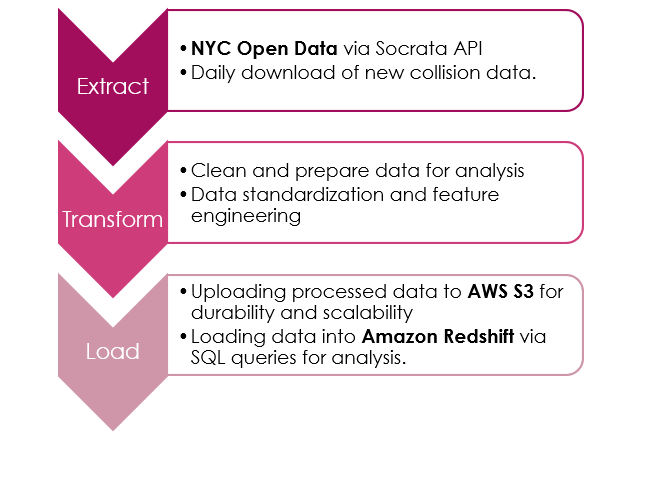 Extract
• NYC Open Data via Socrata API
• Daily download of new collision data.
Transform
• Clean and prepare data for analysis
• Data standardization and feature
engineering
Load
• Uploading processed data to AWS S3 for
durability and scalability
• Loading data into Amazon Redshift via
SQL queries for analysis.